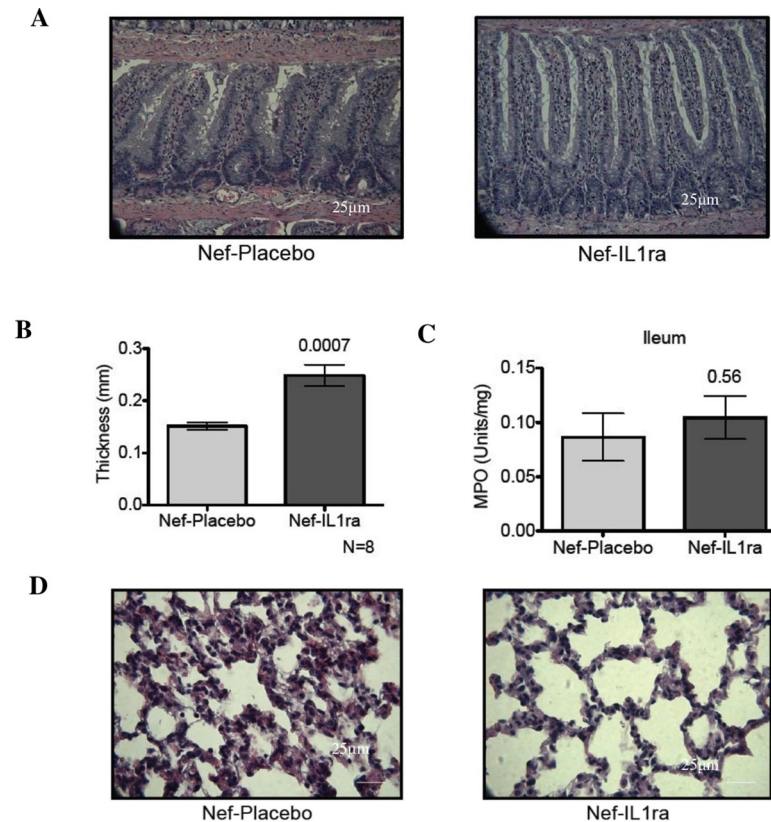 A
25µm
25µm
Nef-Placebo
Nef-IL1ra
B
0.3
0.2
0.1
0.0
Thickness (mm)
0.0007
Nef-Placebo
Nef-IL1ra
N=8
C
Ileum
0.15
0.10
0.05
0.00
MPO (Units/mg)
0.56
Nef-Placebo
Nef-IL1ra
D
25µm
25µm
Nef-Placebo
Nef-IL1ra